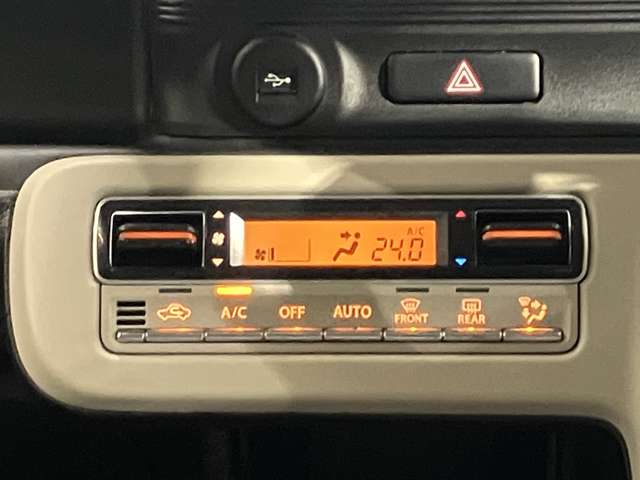 A/C
24.0
A/C OFF AUTO FRONT REAR